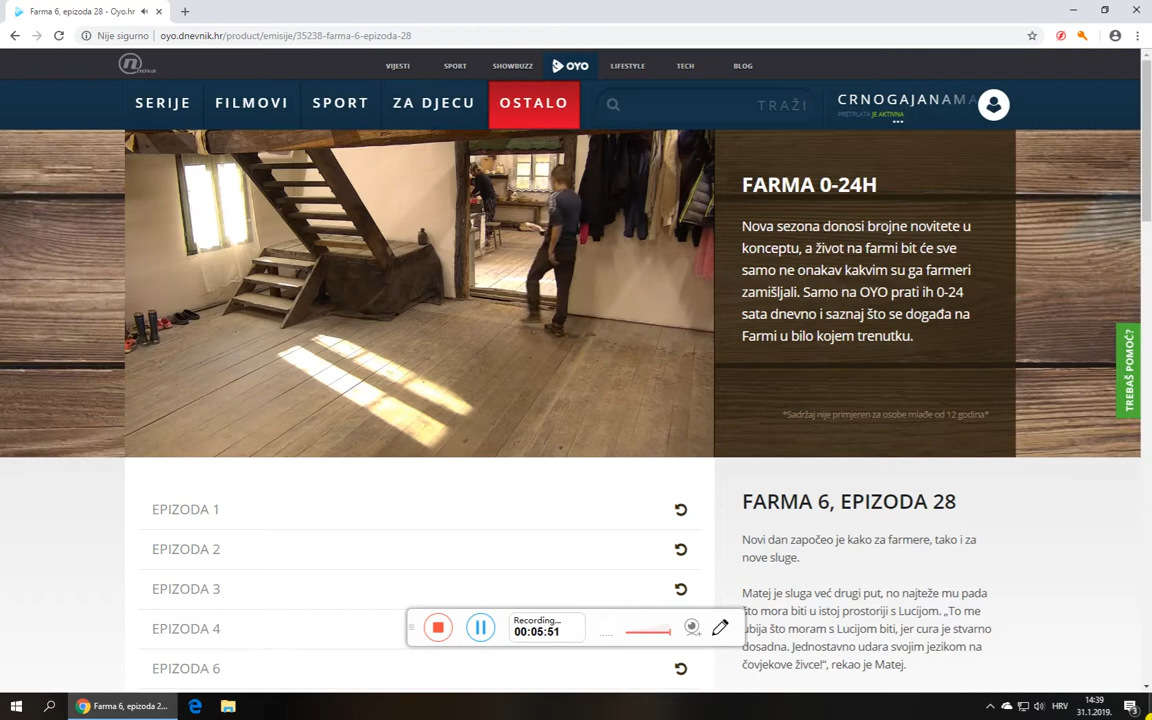 Farma 6, epizoda 28 - Oyo.hr
Nije sigurno
oyo.dnevnik.hr/product/emisije/35238-farma-6-epizoda-28
nova
VIJESTI
SPORT
SHOWBUZZ
OYO
LIFESTYLE
TECH
BLOG
SERIJE
FILMOVI
SPORT
ZA DJECU
OSTALO
TRAŽI
CRNOGAJANAMA
PRETPLATA JE AKTIVNA
FARMA 0-24H
Nova sezona donosi brojne novitete u
konceptu, a život na farmi bit će sve
samo ne onakav kakvim su ga farmeri
zamišljali. Samo na OYO prati ih 0-24
sata dnevno i saznaj što se događa na
Farmi u bilo kojem trenutku.
*Sadržaj nije primjeren za osobe mlađe od 12 godina*
TREBAŠ POMOĆ?
EPIZODA 1
EPIZODA 2
EPIZODA 3
EPIZODA 4
EPIZODA 6
FARMA 6, EPIZODA 28
Novi dan započeo je kako za farmere, tako i za
nove sluge.
Matej je sluga već drugi put, no najteže mu pada
što mora biti u istoj prostoriji s Lucijom. „To me
ubija što moram s Lucijom biti, jer cura je stvarno
dosadna. Jednostavno udara svojim jezikom na
čovjekove živce!“, rekao je Matej.
Recording...
00:05:51
Farma 6, epizoda 2...
HRV
14:39
31.1.2019.
3